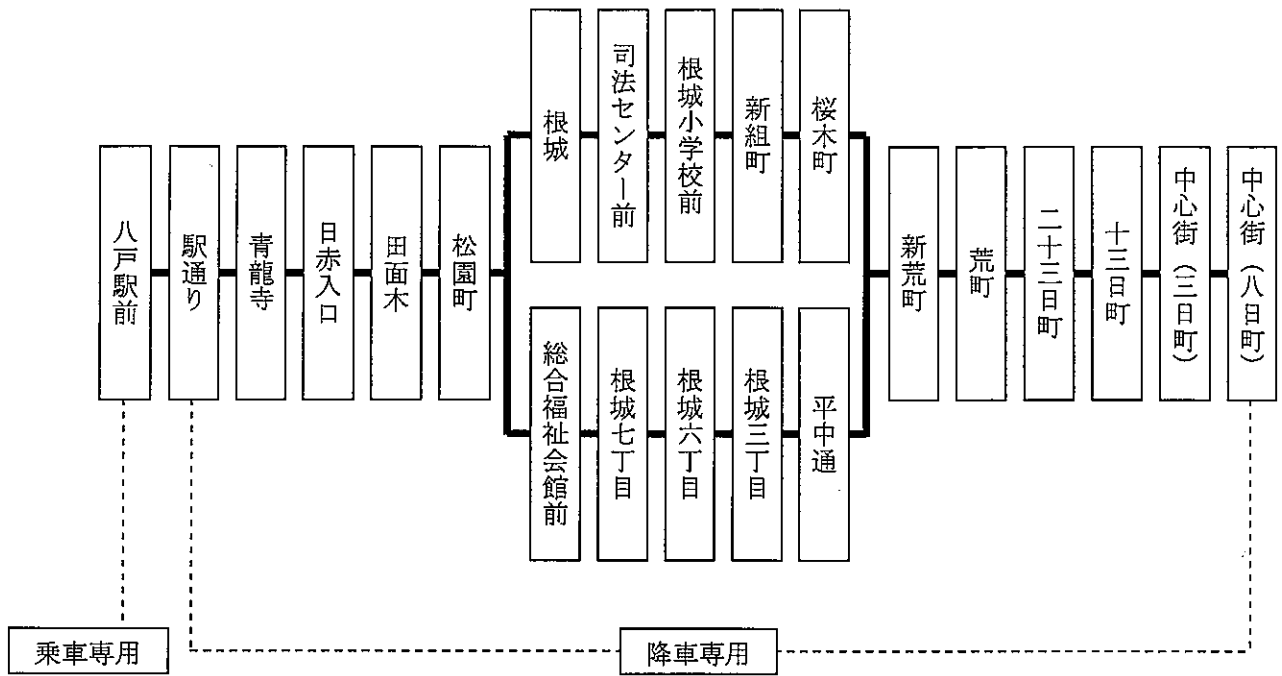 八戸駅前
駅通り
青龍寺
日赤入口
田面木
松園町
根城
司法センター前
根城小学校前
新組町
桜木町
総合福祉会館前
根城七丁目
根城六丁目
根城三丁目
平中通
新荒町
荒町
二十三日町
十三日町
中心街（三日町）
中心街（八日町）
乗車専用
降車専用